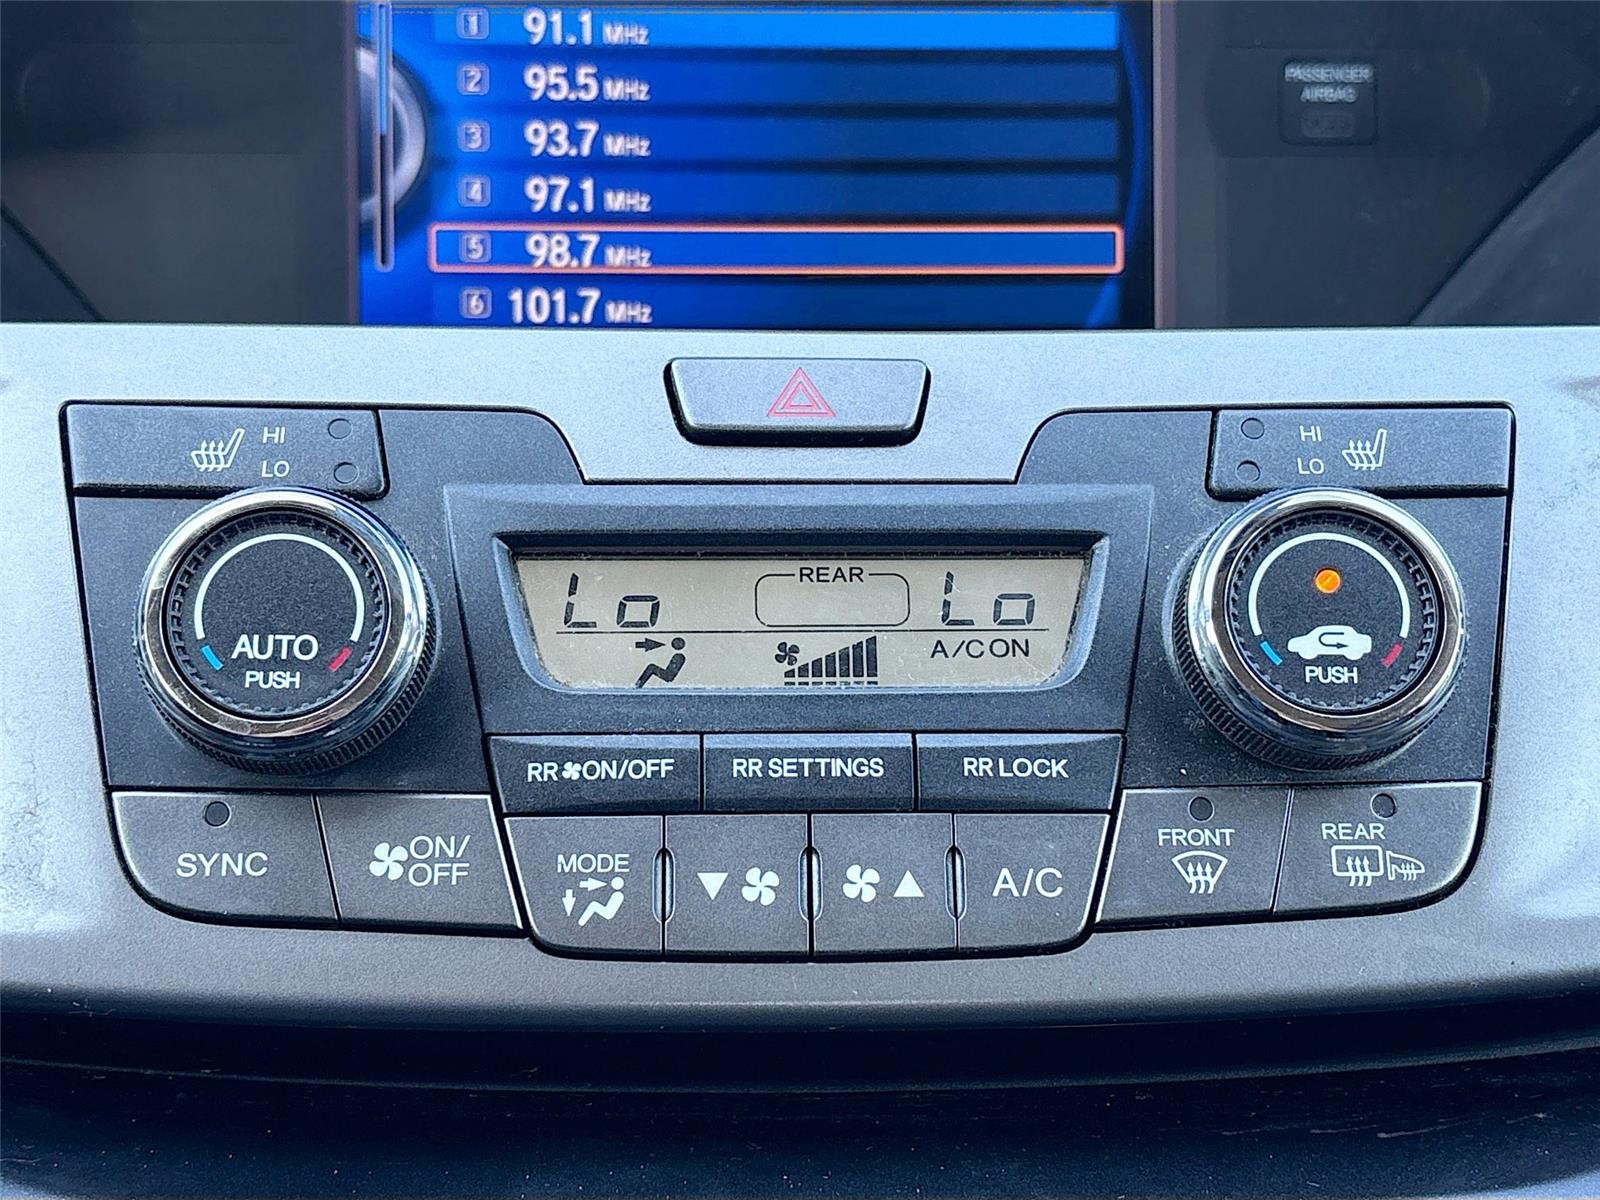 1 91.1 MHz
2 95.5 MHz
3 93.7 MHz
4 97.1 MHz
5 98.7 MHz
6 101.7 MHz
PASSENGER
AIRBAG
HI
LO
HI
LO
AUTO
PUSH
Lo
REAR
Lo
A/C ON
PUSH
RR ON/OFF
RR SETTINGS
RR LOCK
SYNC
ON/
OFF
MODE
A/C
FRONT
REAR